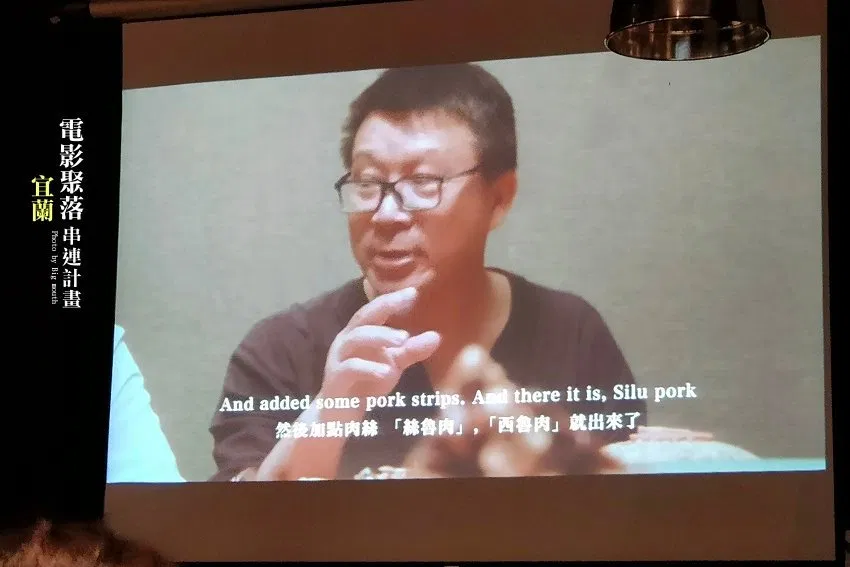 電影聚落串連計畫
宜蘭
Photo by Big mouth
And added some pork strips. And there it is, Silu pork
然後加點肉絲 「絲魯肉」,「西魯肉」就出來了